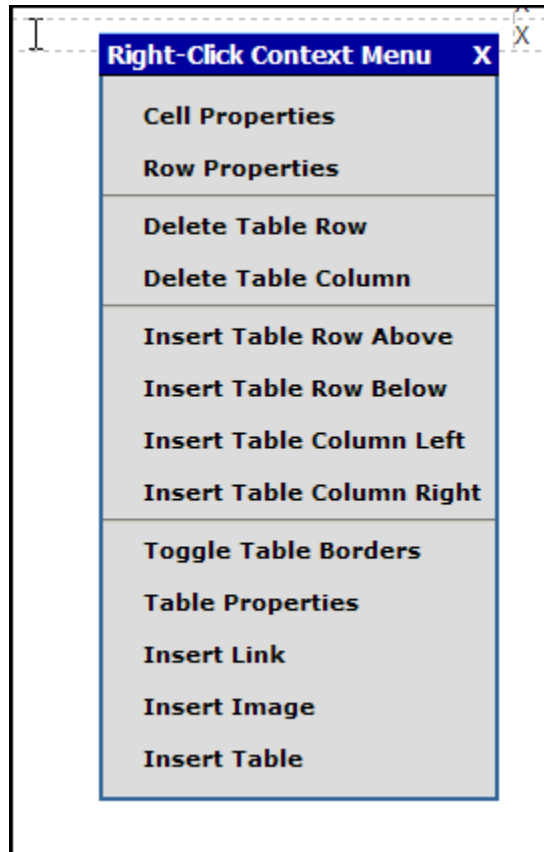 X
X
Right-Click Context Menu X
Cell Properties
Row Properties
Delete Table Row
Delete Table Column
Insert Table Row Above
Insert Table Row Below
Insert Table Column Left
Insert Table Column Right
Toggle Table Borders
Table Properties
Insert Link
Insert Image
Insert Table